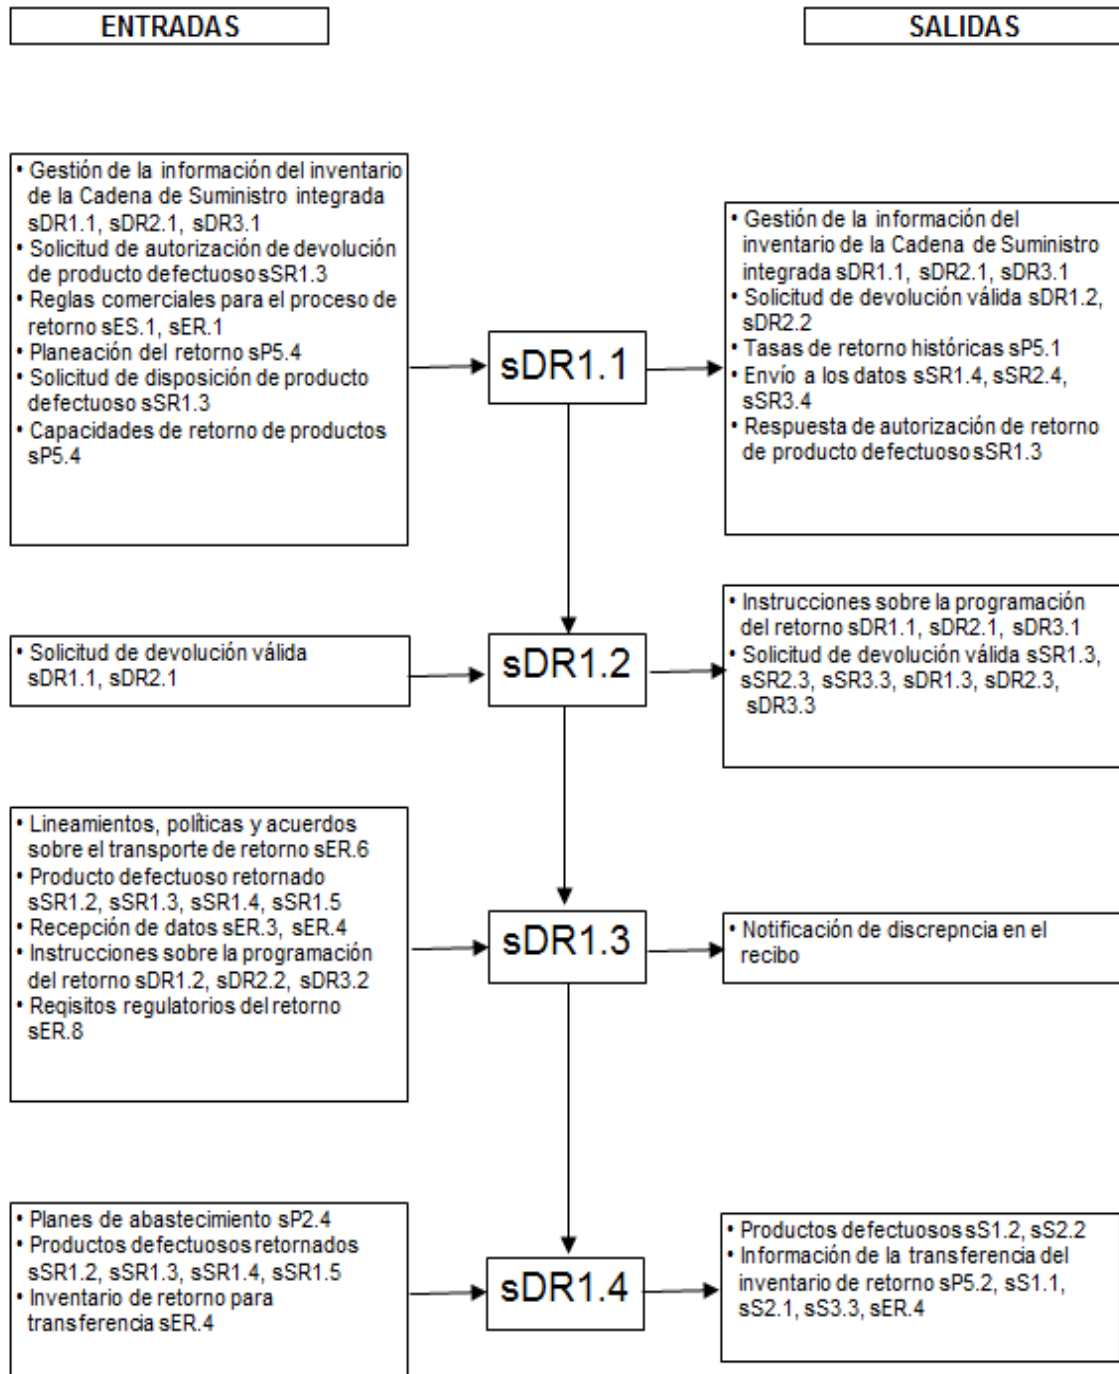 ENTRADAS
SALIDAS
• Gestión de la información del inventario
de la Cadena de Suministro integrada
sDR1.1, sDR2.1, sDR3.1
• Solicitud de autorización de devolución
de producto defectuoso sSR1.3
• Reglas comerciales para el proceso de
retorno sES.1, sER.1
• Planeación del retorno sP5.4
• Solicitud de disposición de producto
defectuoso sSR1.3
• Capacidades de retorno de productos
sP5.4
sDR1.1
• Gestión de la información del
inventario de la Cadena de Suministro
integrada sDR1.1, sDR2.1, sDR3.1
• Solicitud de devolución válida sDR1.2,
sDR2.2
• Tasas de retorno históricas sP5.1
• Envío a los datos sSR1.4, sSR2.4,
sSR3.4
• Respuesta de autorización de retorno
de producto defectuoso sSR1.3
• Solicitud de devolución válida
sDR1.1, sDR2.1
sDR1.2
• Instrucciones sobre la programación
del retorno sDR1.1, sDR2.1, sDR3.1
• Solicitud de devolución válida sSR1.3,
sSR2.3, sSR3.3, sDR1.3, sDR2.3,
sDR3.3
• Lineamientos, políticas y acuerdos
sobre el transporte de retorno sER.6
• Producto defectuoso retornado
sSR1.2, sSR1.3, sSR1.4, sSR1.5
• Recepción de datos sER.3, sER.4
• Instrucciones sobre la programación
del retorno sDR1.2, sDR2.2, sDR3.2
• Reqisitos regulatorios del retorno
sER.8
sDR1.3
• Notificación de discrepncia en el
recibo
• Planes de abastecimiento sP2.4
• Productos defectuosos retornados
sSR1.2, sSR1.3, sSR1.4, sSR1.5
• Inventario de retorno para
transferencia sER.4
sDR1.4
• Productos defectuosos sS1.2, sS2.2
• Información de la transferencia del
inventario de retorno sP5.2, sS1.1,
sS2.1, sS3.3, sER.4